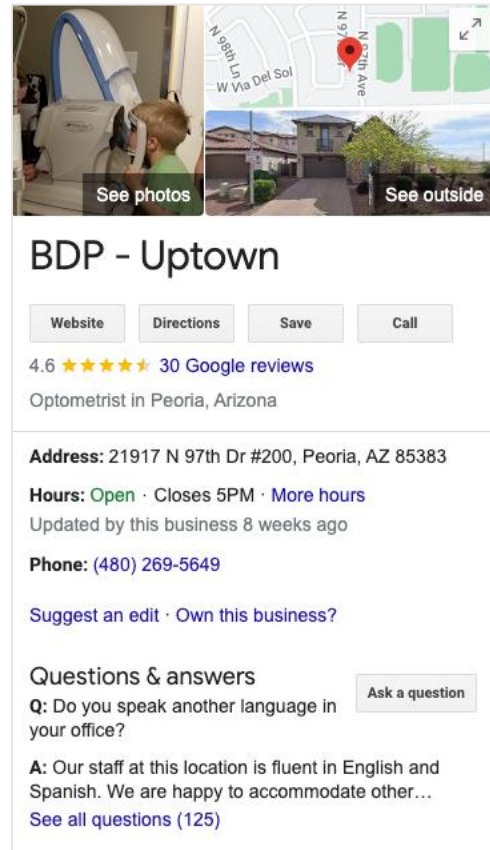 See photos
N 98th Ln
W Via Del Sol
N 97th Ave
See outside
BDP - Uptown
Website
Directions
Save
Call
4.6 30 Google reviews
Optometrist in Peoria, Arizona
Address: 21917 N 97th Dr #200, Peoria, AZ 85383
Hours: Open · Closes 5PM · More hours
Updated by this business 8 weeks ago
Phone: (480) 269-5649
Suggest an edit · Own this business?
Questions & answers
Ask a question
Q: Do you speak another language in
your office?
A: Our staff at this location is fluent in English and
Spanish. We are happy to accommodate other…
See all questions (125)